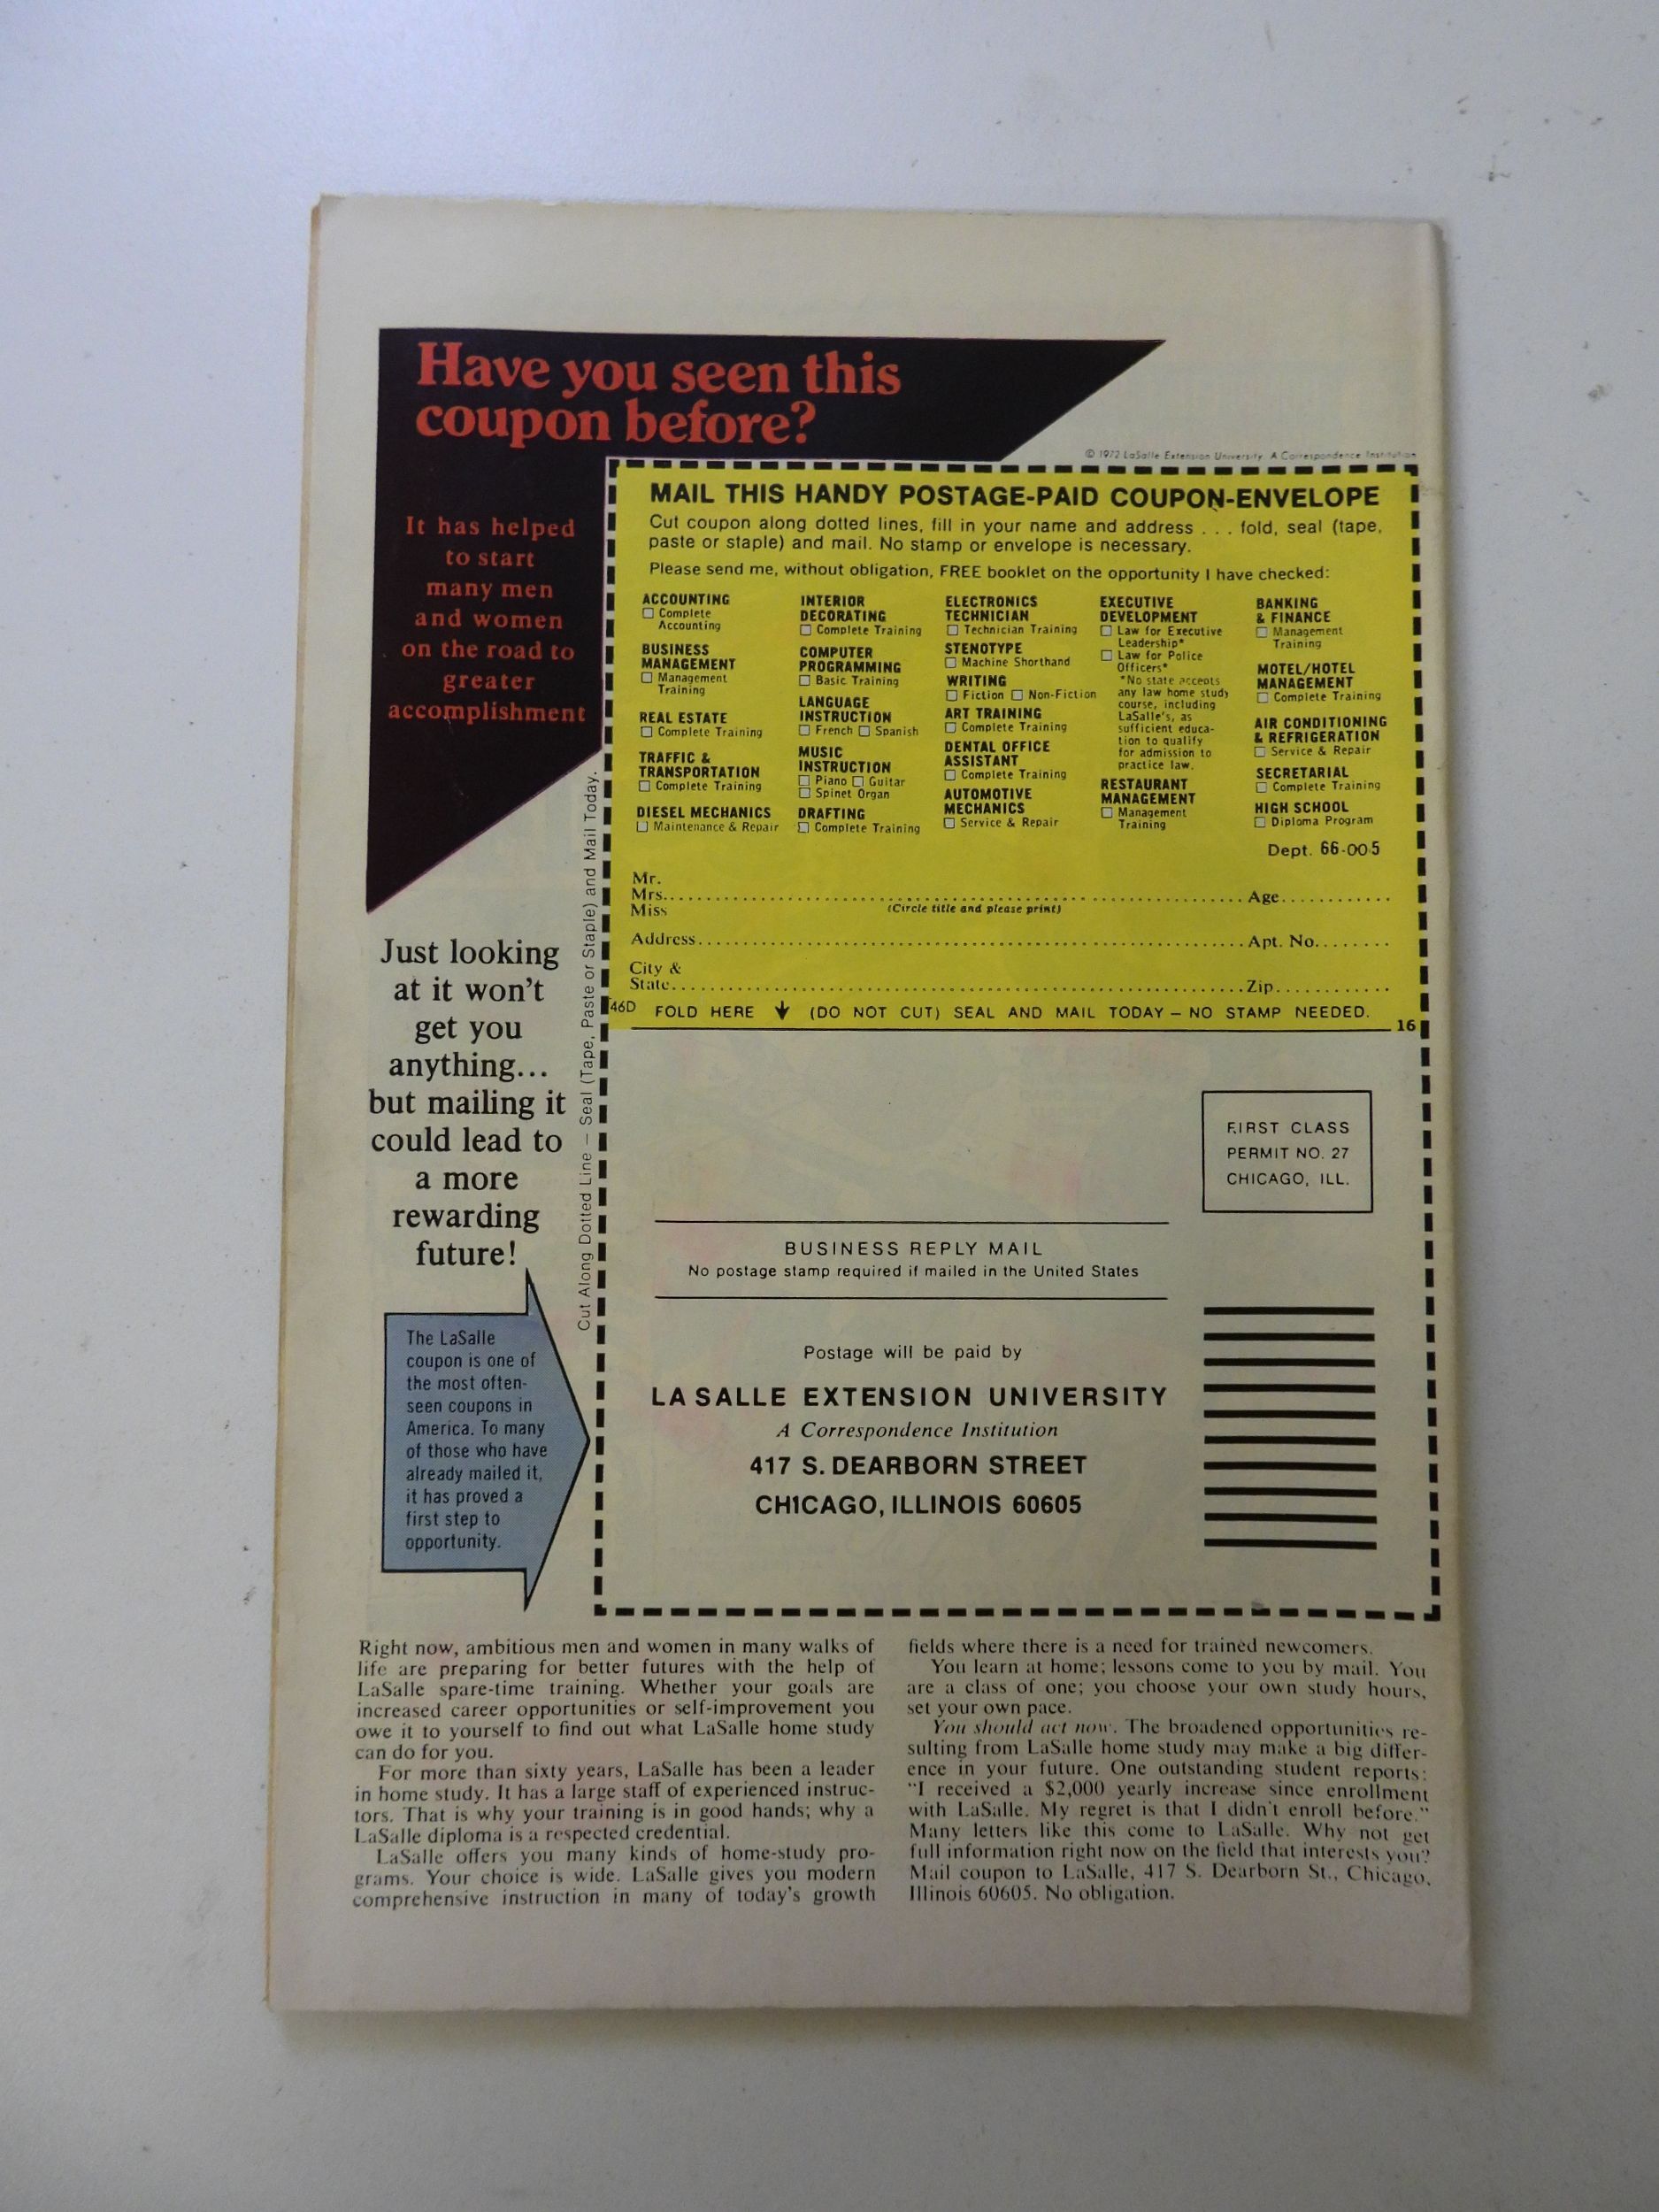 Have you seen this
coupon before?
It has helped
to start
many men
and women
on the road to
greater
accomplishment
© 1972 LaSalle Extension University A Correspondence Institution
MAIL THIS HANDY POSTAGE-PAID COUPON-ENVELOPE
Cut coupon along dotted lines, fill in your name and address . . . fold, seal (tape,
paste or staple) and mail. No stamp or envelope is necessary.
Please send me, without obligation, FREE booklet on the opportunity I have checked:
ACCOUNTING
☐ Complete
Accounting
BUSINESS
MANAGEMENT
☐ Management
Training
REAL ESTATE
☐ Complete Training
TRAFFIC &
TRANSPORTATION
☐ Complete Training
DIESEL MECHANICS
☐ Maintenance & Repair
INTERIOR
DECORATING
☐ Complete Training
COMPUTER
PROGRAMMING
☐ Basic Training
LANGUAGE
INSTRUCTION
☐ French ☐ Spanish
MUSIC
INSTRUCTION
☐ Piano ☐ Guitar
☐ Spinet Organ
DRAFTING
☐ Complete Training
ELECTRONICS
TECHNICIAN
☐ Technician Training
STENOTYPE
☐ Machine Shorthand
WRITING
☐ Fiction ☐ Non-Fiction
ART TRAINING
☐ Complete Training
DENTAL OFFICE
ASSISTANT
☐ Complete Training
AUTOMOTIVE
MECHANICS
☐ Service & Repair
EXECUTIVE
DEVELOPMENT
☐ Law for Executive
Leadership*
☐ Law for Police
Officers*
*No state accepts
any law home study
course, including
LaSalle's, as
sufficient educa-
tion to qualify
for admission to
practice law.
RESTAURANT
MANAGEMENT
☐ Management
Training
BANKING
& FINANCE
☐ Management
Training
MOTEL/HOTEL
MANAGEMENT
☐ Complete Training
AIR CONDITIONING
& REFRIGERATION
☐ Service & Repair
SECRETARIAL
☐ Complete Training
HIGH SCHOOL
☐ Diploma Program
Dept. 66-005
Mr.
Mrs. Age
Miss (Circle title and please print)
Address Apt. No.
City &
State Zip
46D FOLD HERE ↓ (DO NOT CUT) SEAL AND MAIL TODAY – NO STAMP NEEDED.
16
Cut Along Dotted Line – Seal (Tape, Paste or Staple) and Mail Today.
Just looking
at it won't
get you
anything...
but mailing it
could lead to
a more
rewarding
future!
The LaSalle
coupon is one of
the most often-
seen coupons in
America. To many
of those who have
already mailed it,
it has proved a
first step to
opportunity.
FIRST CLASS
PERMIT NO. 27
CHICAGO, ILL.
BUSINESS REPLY MAIL
No postage stamp required if mailed in the United States
Postage will be paid by
LA SALLE EXTENSION UNIVERSITY
A Correspondence Institution
417 S. DEARBORN STREET
CHICAGO, ILLINOIS 60605
Right now, ambitious men and women in many walks of
life are preparing for better futures with the help of
LaSalle spare-time training. Whether your goals are
increased career opportunities or self-improvement you
owe it to yourself to find out what LaSalle home study
can do for you.
For more than sixty years, LaSalle has been a leader
in home study. It has a large staff of experienced instruc-
tors. That is why your training is in good hands; why a
LaSalle diploma is a respected credential.
LaSalle offers you many kinds of home-study pro-
grams. Your choice is wide. LaSalle gives you modern
comprehensive instruction in many of today's growth
fields where there is a need for trained newcomers.
You learn at home; lessons come to you by mail. You
are a class of one; you choose your own study hours,
set your own pace.
You should act now. The broadened opportunities re-
sulting from LaSalle home study may make a big differ-
ence in your future. One outstanding student reports:
"I received a $2,000 yearly increase since enrollment
with LaSalle. My regret is that I didn't enroll before."
Many letters like this come to LaSalle. Why not get
full information right now on the field that interests you?
Mail coupon to LaSalle, 417 S. Dearborn St., Chicago,
Illinois 60605. No obligation.